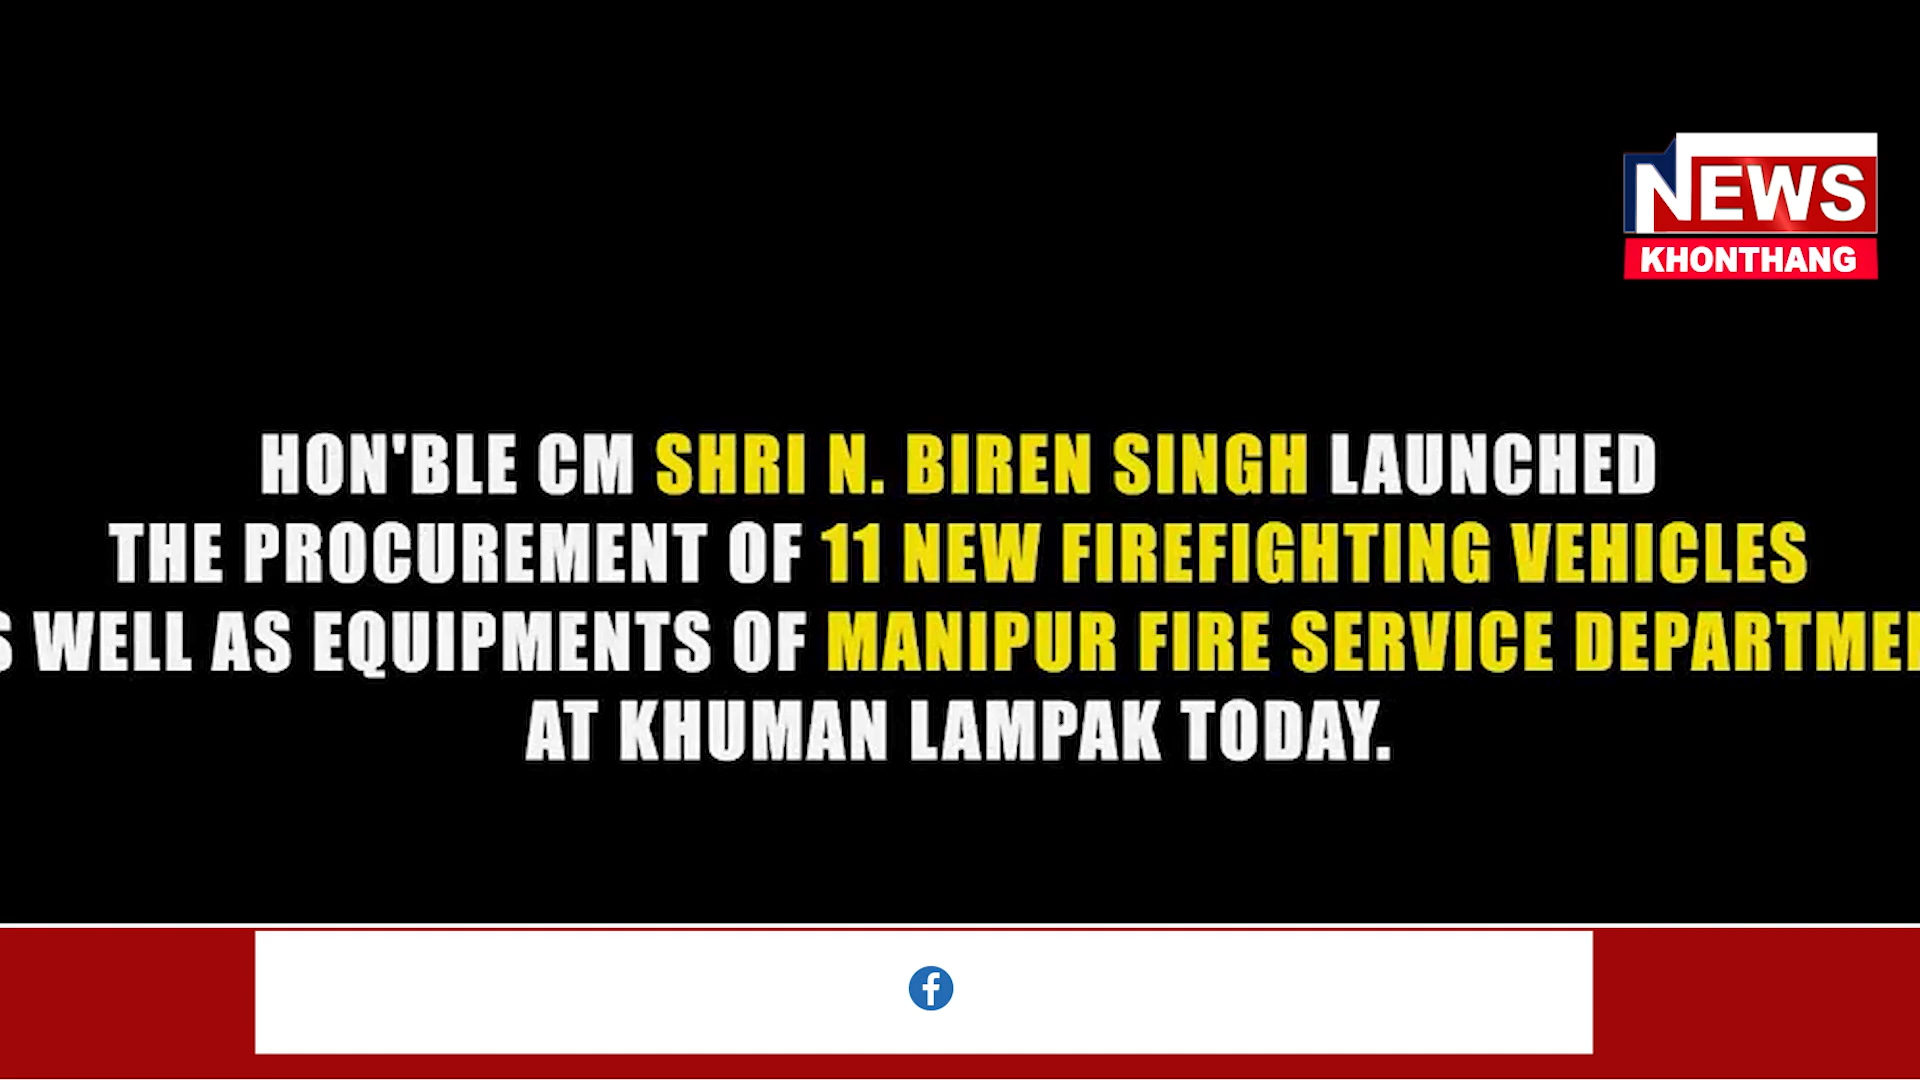 NEWS
KHONTHANG
HON'BLE CM SHRI N. BIREN SINGH LAUNCHED
THE PROCUREMENT OF 11 NEW FIREFIGHTING VEHICLES
S WELL AS EQUIPMENTS OF MANIPUR FIRE SERVICE DEPARTME
AT KHUMAN LAMPAK TODAY.